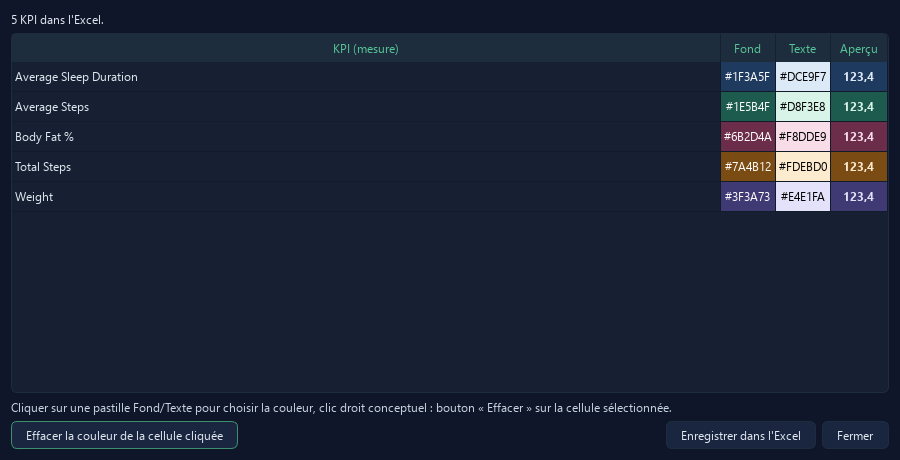 5 KPI dans l'Excel.
KPI (mesure) Fond Texte Aperçu
Average Sleep Duration #1F3A5F #DCE9F7 123,4
Average Steps #1E5B4F #D8F3E8 123,4
Body Fat % #6B2D4A #F8DDE9 123,4
Total Steps #7A4B12 #FDEBD0 123,4
Weight #3F3A73 #E4E1FA 123,4
Cliquer sur une pastille Fond/Texte pour choisir la couleur, clic droit conceptuel : bouton « Effacer » sur la cellule sélectionnée.
Effacer la couleur de la cellule cliquée Enregistrer dans l'Excel Fermer